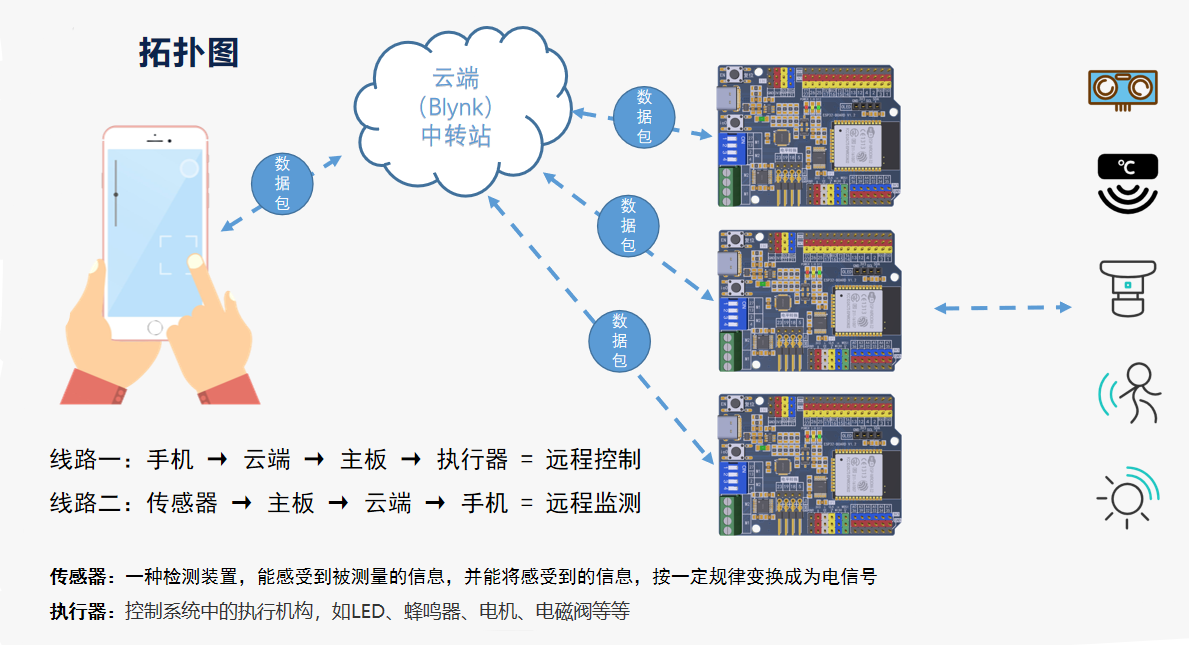 拓扑图
云端
（Blynk）
中转站
数
据
包
数
据
包
数
据
包
数
据
包
℃
线路一：手机 → 云端 → 主板 → 执行器 = 远程控制
线路二：传感器 → 主板 → 云端 → 手机 = 远程监测
传感器：一种检测装置，能感受到被测量的信息，并能将感受到的信息，按一定规律变换成为电信号
执行器：控制系统中的执行机构，如LED、蜂鸣器、电机、电磁阀等等